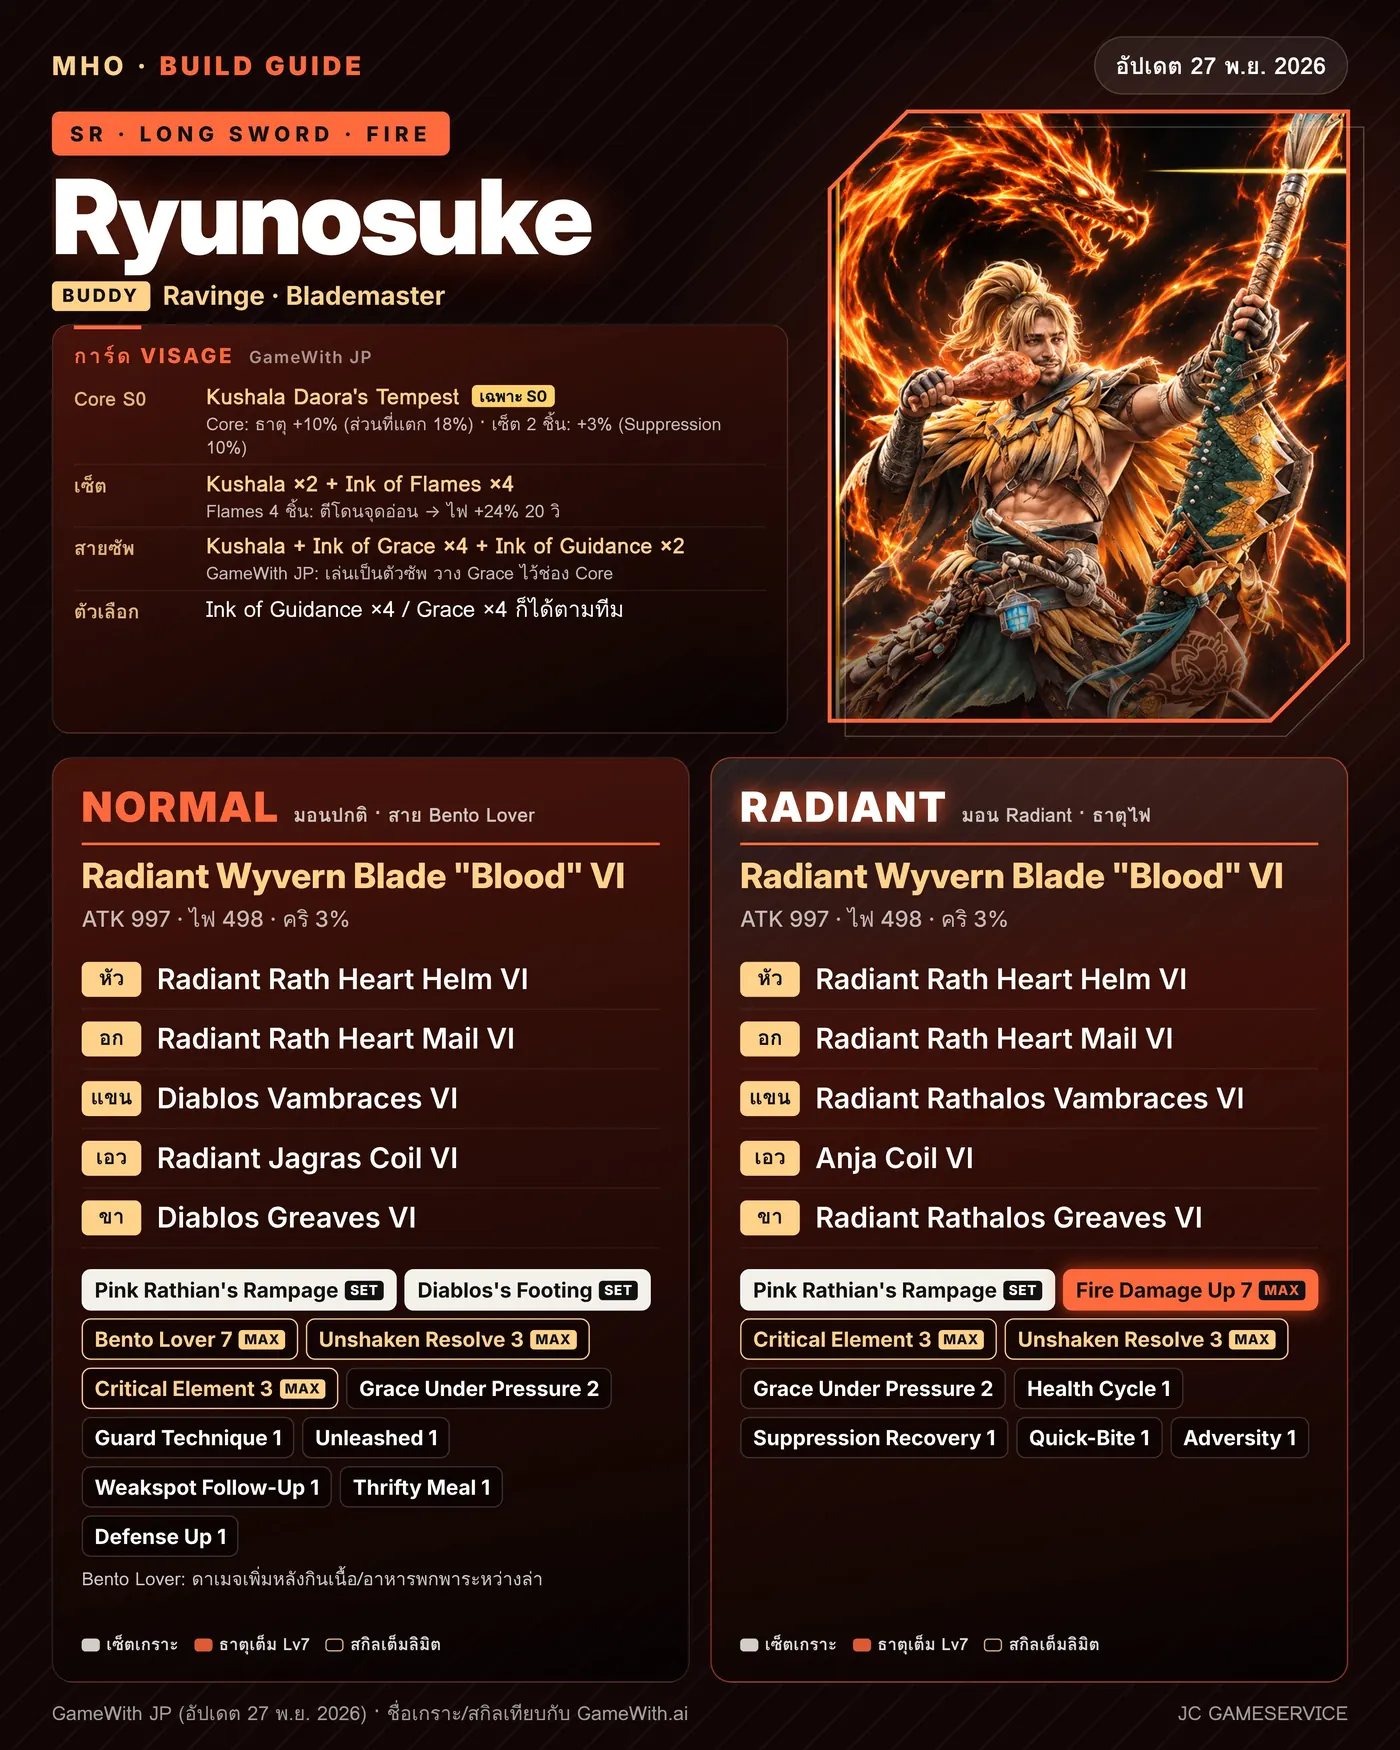 MHO · BUILD GUIDE
อัปเดต 27 พ.ย. 2026
SR · LONG SWORD · FIRE
Ryunosuke
BUDDY Ravinge · Blademaster
การ์ด VISAGE GameWith JP
Core S0 Kushala Daora's Tempest เฉพาะ S0
Core: ธาตุ +10% (ส่วนที่แตก 18%) · เซ็ต 2 ชิ้น: +3% (Suppression
10%)
เซ็ต Kushala ×2 + Ink of Flames ×4
Flames 4 ชิ้น: ตีโดนจุดอ่อน → ไฟ +24% 20 วิ
สายซัพ Kushala + Ink of Grace ×4 + Ink of Guidance ×2
GameWith JP: เล่นเป็นตัวซัพ วาง Grace ไว้ช่อง Core
ตัวเลือก Ink of Guidance ×4 / Grace ×4 ก็ได้ตามทีม
NORMAL มอนปกติ · สาย Bento Lover
Radiant Wyvern Blade "Blood" VI
ATK 997 · ไฟ 498 · คริ 3%
หัว Radiant Rath Heart Helm VI
อก Radiant Rath Heart Mail VI
แขน Diablos Vambraces VI
เอว Radiant Jagras Coil VI
ขา Diablos Greaves VI
Pink Rathian's Rampage SET Diablos's Footing SET
Bento Lover 7 MAX Unshaken Resolve 3 MAX
Critical Element 3 MAX Grace Under Pressure 2
Guard Technique 1 Unleashed 1
Weakspot Follow-Up 1 Thrifty Meal 1
Defense Up 1
Bento Lover: ดาเมจเพิ่มหลังกินเนื้อ/อาหารพกพาระหว่างล่า
เซ็ตเกราะ ธาตุเต็ม Lv7 สกิลเต็มลิมิต
RADIANT มอน Radiant · ธาตุไฟ
Radiant Wyvern Blade "Blood" VI
ATK 997 · ไฟ 498 · คริ 3%
หัว Radiant Rath Heart Helm VI
อก Radiant Rath Heart Mail VI
แขน Radiant Rathalos Vambraces VI
เอว Anja Coil VI
ขา Radiant Rathalos Greaves VI
Pink Rathian's Rampage SET Fire Damage Up 7 MAX
Critical Element 3 MAX Unshaken Resolve 3 MAX
Grace Under Pressure 2 Health Cycle 1
Suppression Recovery 1 Quick-Bite 1 Adversity 1
เซ็ตเกราะ ธาตุเต็ม Lv7 สกิลเต็มลิมิต
GameWith JP (อัปเดต 27 พ.ย. 2026) · ชื่อเกราะ/สกิลเทียบกับ GameWith.ai
JC GAMESERVICE